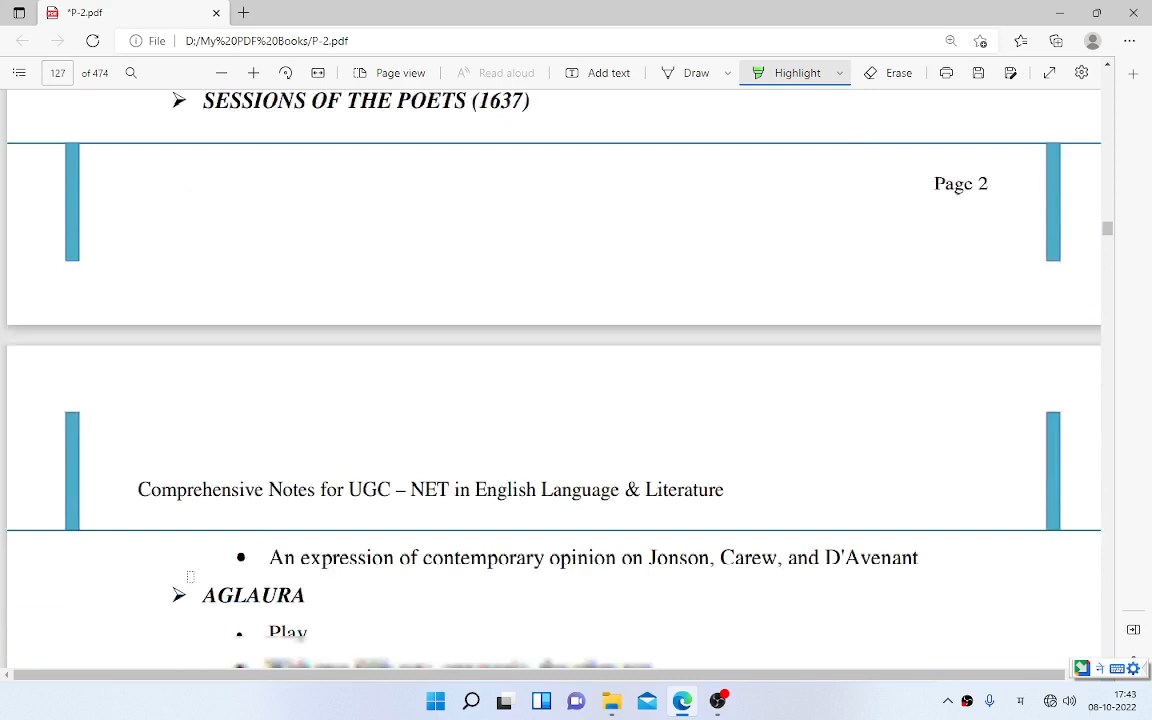 *P-2.pdf
File D:/My%20PDF%20Books/P-2.pdf
127 of 474 Page view Read aloud Add text Draw Highlight Erase
SESSIONS OF THE POETS (1637)
Page 2
Comprehensive Notes for UGC – NET in English Language & Literature
• An expression of contemporary opinion on Jonson, Carew, and D'Avenant
AGLAURA
• Play
ने
म
17:43
08-10-2022